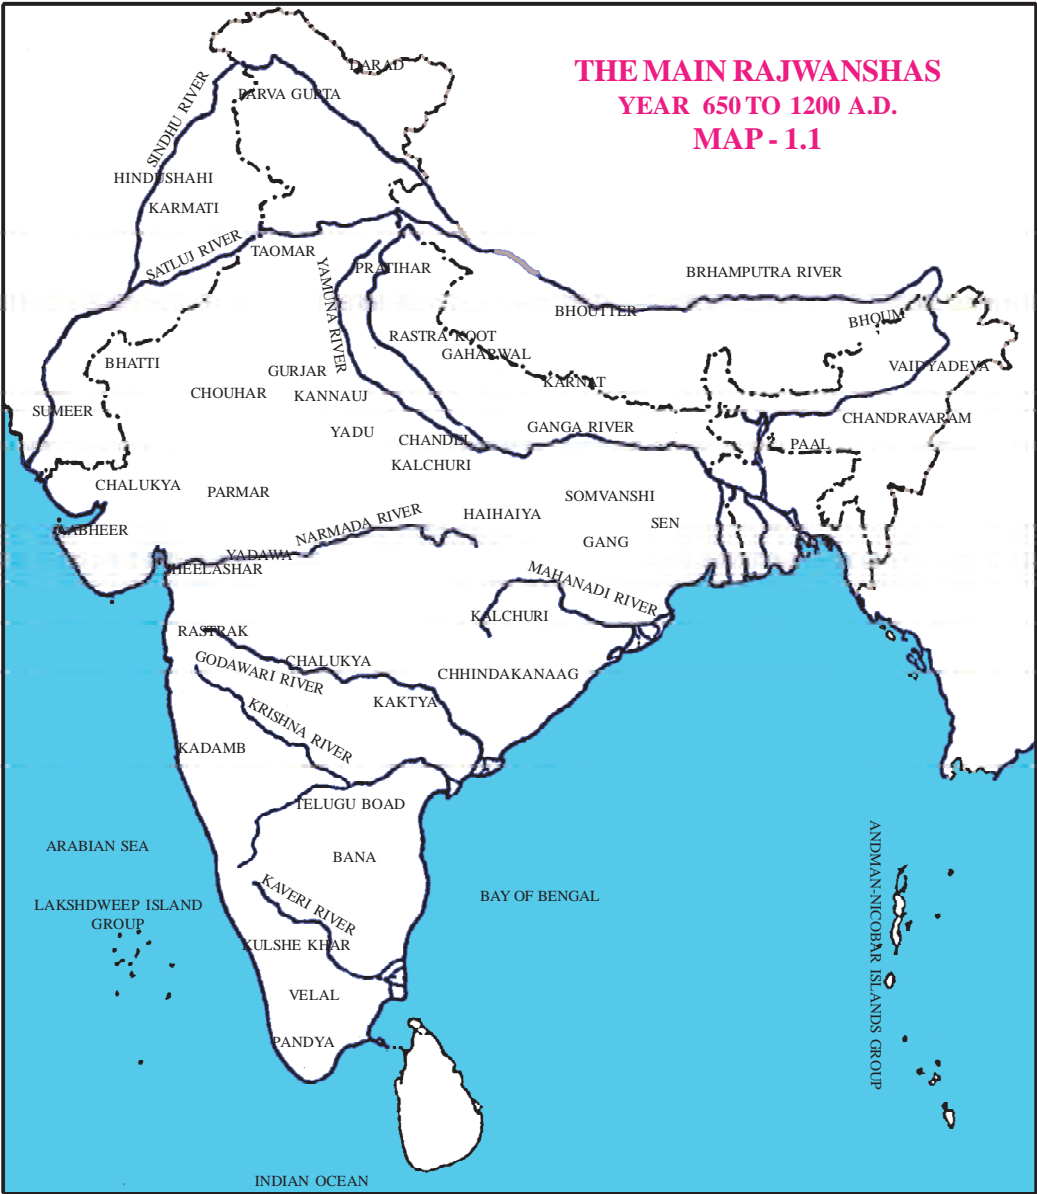 THE MAIN RAJWANSHAS
YEAR 650 TO 1200 A.D.
MAP - 1.1
DARAD
PARVA GUPTA
SINDHU RIVER
HINDUSHAHI
KARMATI
SATLUJ RIVER
TAOMAR
YAMUNA RIVER
PRATIHAR
BRHAMPUTRA RIVER
BHOUTTER
BHOUM
RASTRA KOOT
GAHARWAL
BHATTI
VAIDYADEVA
GURJAR
KARNAT
CHOUHAR
KANNAUJ
SUMEER
CHANDRAVARAM
GANGA RIVER
YADU
CHANDEL
PAAL
KALCHURI
CHALUKYA
PARMAR
SOMVANSHI
HAIHAIYA
NARMADA RIVER
SEN
AABHEER
GANG
YADAWA
SHEELASHAR
MAHANADI RIVER
KALCHURI
RASTRAK
GODAWARI RIVER
CHALUKYA
CHHINDAKANAAG
KAKTYA
KRISHNA RIVER
KADAMB
TELUGU BOAD
ARABIAN SEA
BANA
ANDMAN-NICOBAR ISLANDS GROUP
KAVERI RIVER
BAY OF BENGAL
LAKSHDWEEP ISLAND
GROUP
KULSHE KHAR
VELAL
PANDYA
INDIAN OCEAN